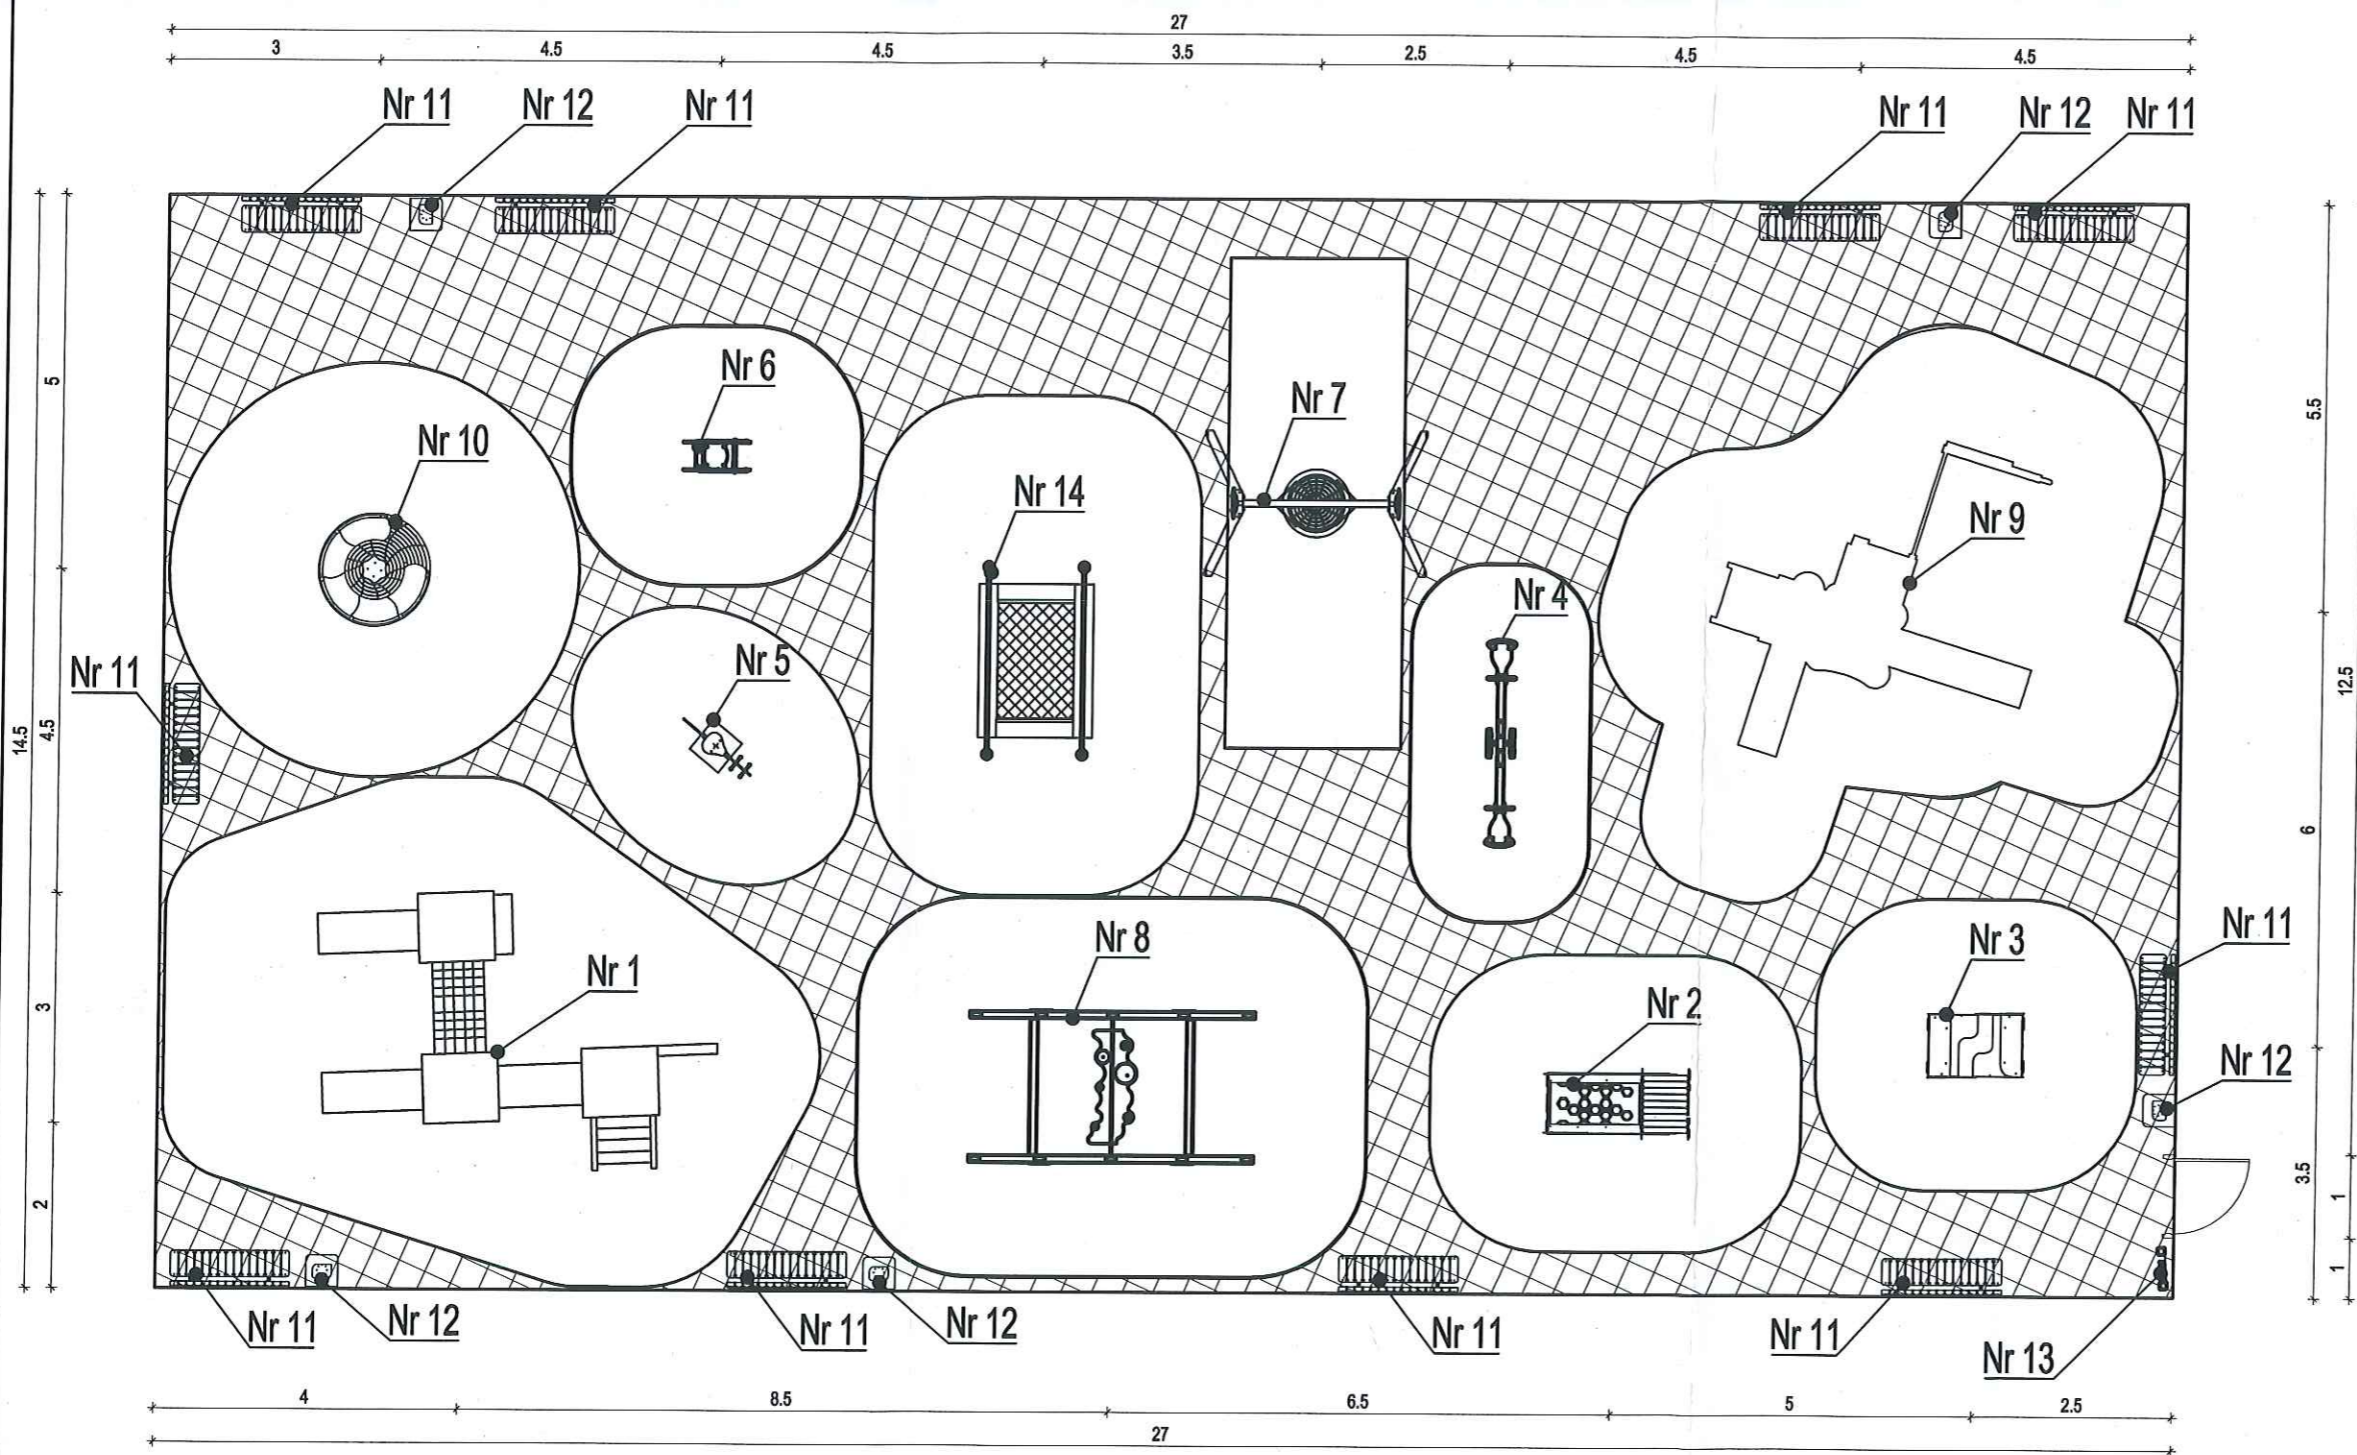 27
3 4.5 4.5 3.5 2.5 4.5 4.5
Nr 11 Nr 12 Nr 11 Nr 11 Nr 12 Nr 11
Nr 6
Nr 7
5
5.5
Nr 10
Nr 14
Nr 9
Nr 4
Nr 5
Nr 11
14.5
4.5
12.5
6
Nr 8
Nr 3
Nr 11
Nr 1
Nr 2
3
Nr 12
3.5
1
2
1
Nr 11 Nr 12 Nr 11 Nr 12 Nr 11 Nr 11
Nr 13
4 8.5 6.5 5 2.5
27